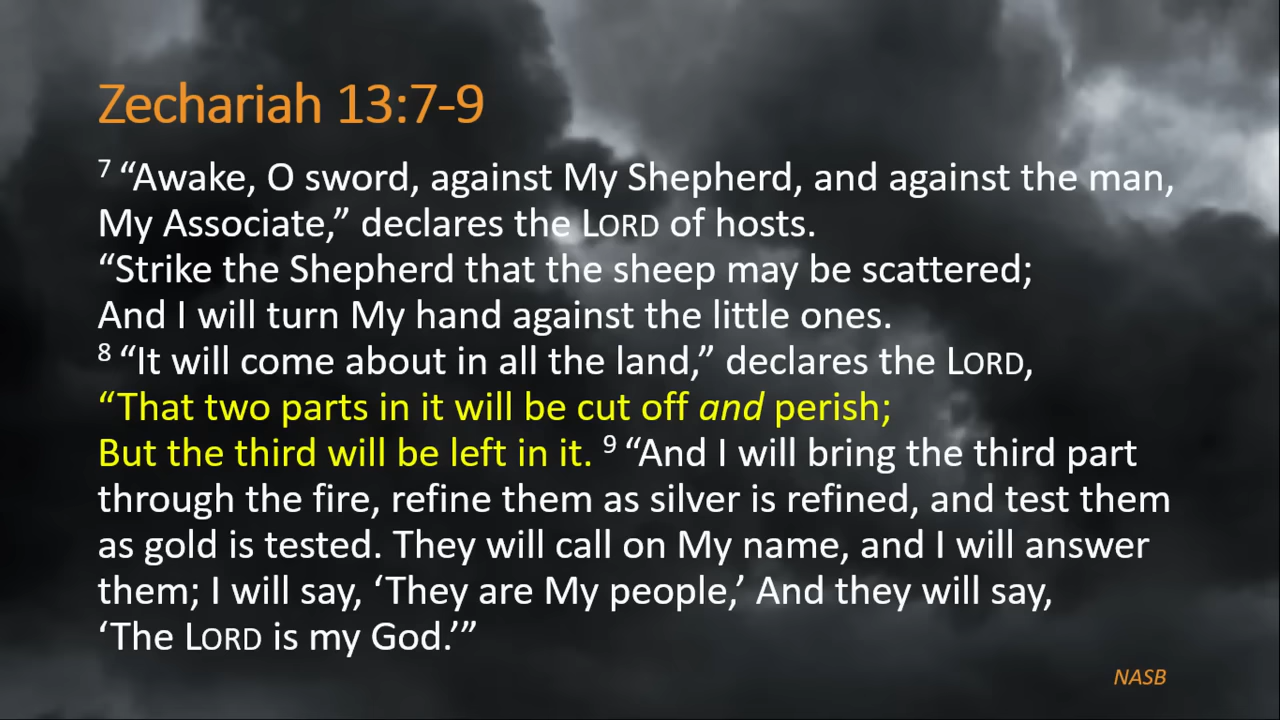 Zechariah 13:7-9
7 “Awake, O sword, against My Shepherd, and against the man,
My Associate,” declares the LORD of hosts.
“Strike the Shepherd that the sheep may be scattered;
And I will turn My hand against the little ones.
8 “It will come about in all the land,” declares the LORD,
“That two parts in it will be cut off and perish;
But the third will be left in it. 9 “And I will bring the third part
through the fire, refine them as silver is refined, and test them
as gold is tested. They will call on My name, and I will answer
them; I will say, ‘They are My people,’ And they will say,
‘The LORD is my God.’”
NASB